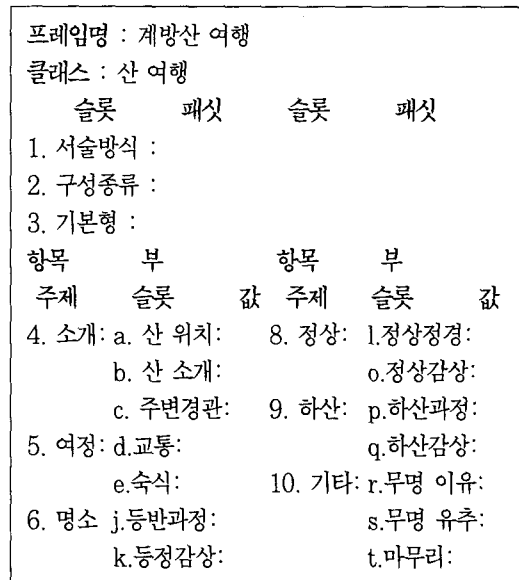 프레임명 : 계방산 여행
클래스 : 산 여행
슬롯 패싯 슬롯 패싯
1. 서술방식 :
2. 구성종류 :
3. 기본형 :
항목 부 항목 부
주제 슬롯 값 주제 슬롯 값
4. 소개: a. 산 위치: 8. 정상: l.정상정경:
b. 산 소개: o.정상감상:
c. 주변경관: 9. 하산: p.하산과정:
5. 여정: d.교통: q.하산감상:
e.숙식: 10. 기타: r.무명 이유:
6. 명소 j.등반과정: s.무명 유추:
k.등정감상: t.마무리: